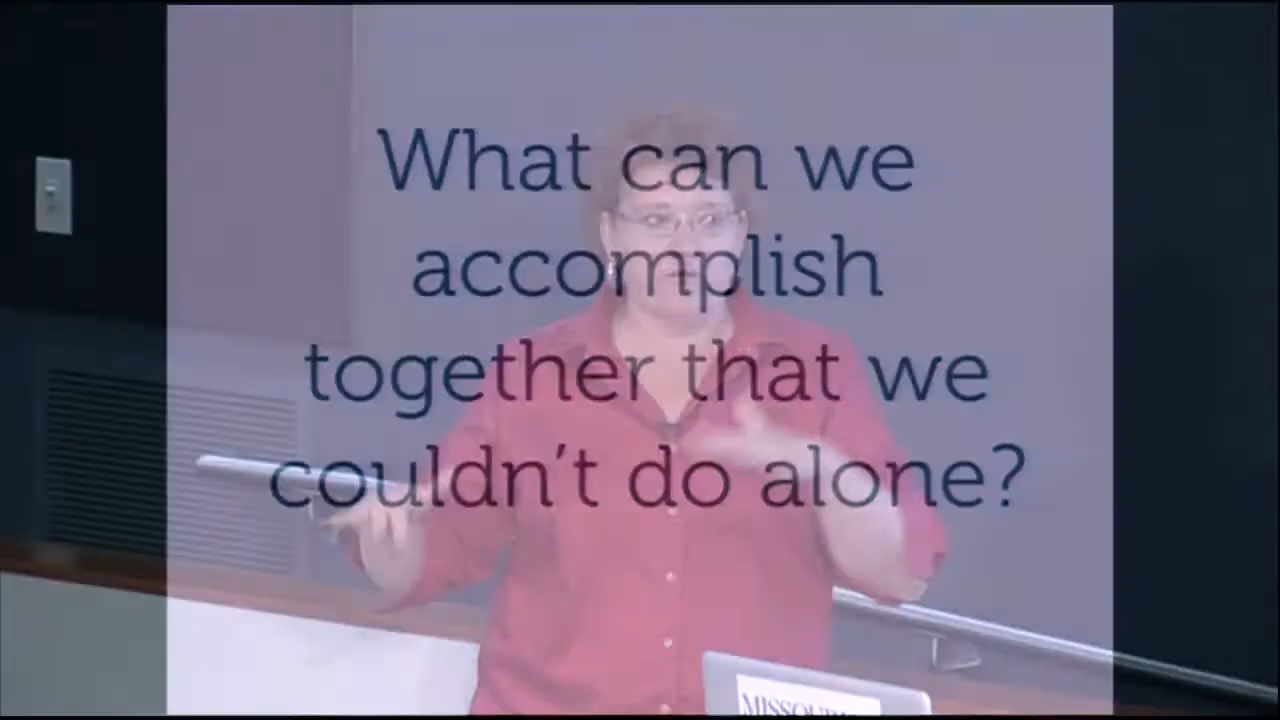 What can we
accomplish
together that we
couldn't do alone?